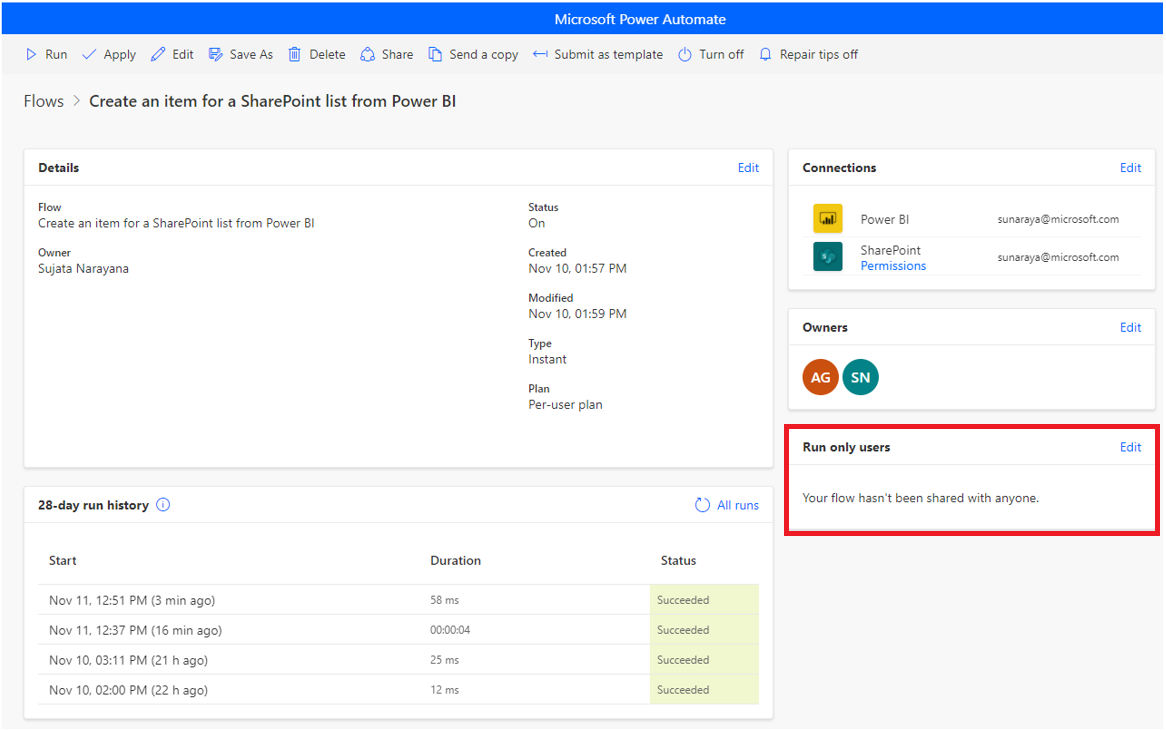 Microsoft Power Automate
Run Apply Edit Save As Delete Share Send a copy Submit as template Turn off Repair tips off
Flows > Create an item for a SharePoint list from Power BI
Details Edit
Flow
Create an item for a SharePoint list from Power BI
Owner
Sujata Narayana
Status
On
Created
Nov 10, 01:57 PM
Modified
Nov 10, 01:59 PM
Type
Instant
Plan
Per-user plan
Connections Edit
Power BI sunaraya@microsoft.com
SharePoint
Permissions
sunaraya@microsoft.com
Owners Edit
AG SN
Run only users Edit
Your flow hasn't been shared with anyone.
28-day run history All runs
Start Duration Status
Nov 11, 12:51 PM (3 min ago) 58 ms Succeeded
Nov 11, 12:37 PM (16 min ago) 00:00:04 Succeeded
Nov 10, 03:11 PM (21 h ago) 25 ms Succeeded
Nov 10, 02:00 PM (22 h ago) 12 ms Succeeded